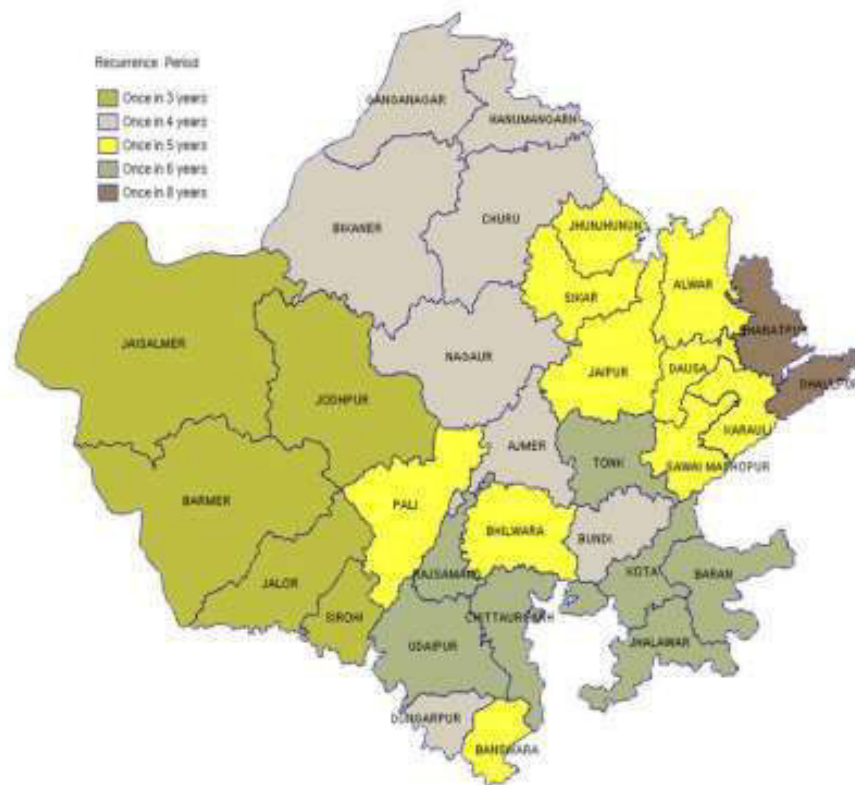 Recurrence Period
Once in 3 years
Once in 4 years
Once in 5 years
Once in 6 years
Once in 8 years
GANGANAGAR
HANUMANGARH
BIKANER
CHURU
JHUNJHUNUN
SIKAR
ALWAR
JAISALMER
NAGAUR
BHARATPUR
JODHPUR
JAIPUR
DAUSA
DHAULPUR
AJMER
KARAULI
TONK
SAWAI MADHOPUR
BARMER
PALI
BHILWARA
BUNDI
JALOR
RAJSAMAND
KOTA
BARAN
SIROHI
CHITTAURGARH
UDAIPUR
JHALAWAR
DUNGARPUR
BANSWARA